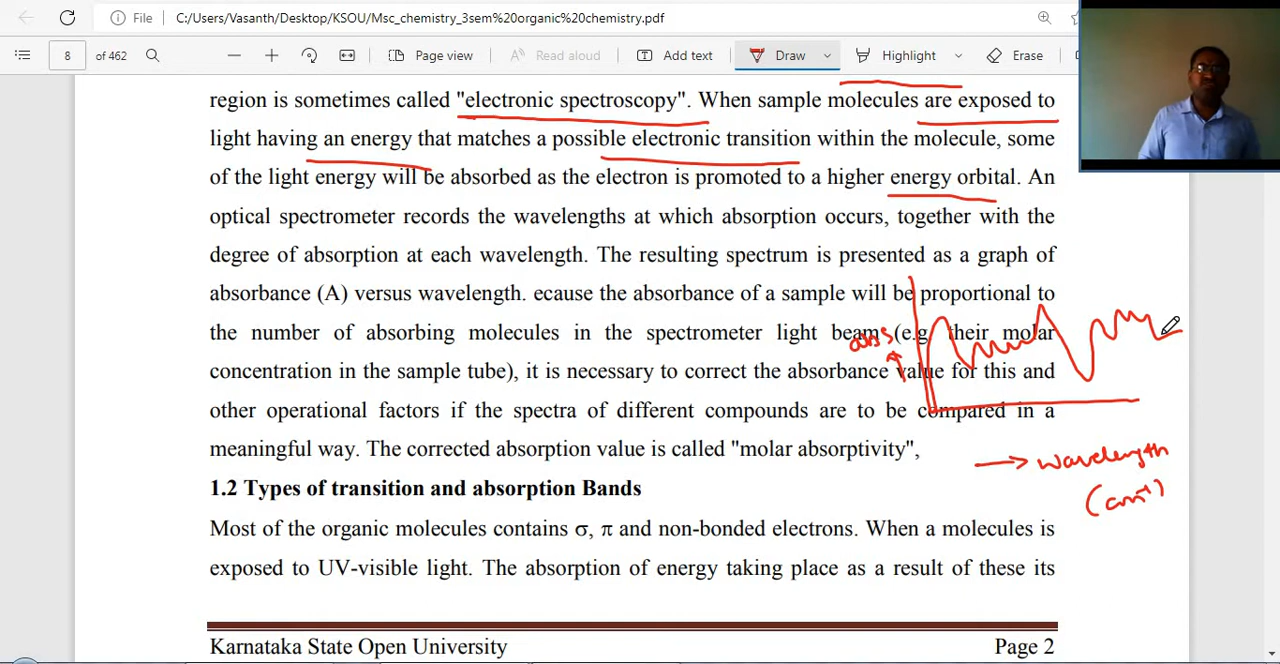 File C:/Users/Vasanth/Desktop/KSOU/Msc_chemistry_3sem%20organic%20chemistry.pdf
8 of 462 Page view Read aloud Add text Draw Highlight Erase
region is sometimes called "electronic spectroscopy". When sample molecules are exposed to
light having an energy that matches a possible electronic transition within the molecule, some
of the light energy will be absorbed as the electron is promoted to a higher energy orbital. An
optical spectrometer records the wavelengths at which absorption occurs, together with the
degree of absorption at each wavelength. The resulting spectrum is presented as a graph of
absorbance (A) versus wavelength. ecause the absorbance of a sample will be proportional to
the number of absorbing molecules in the spectrometer light beam (e.g their molar
abs
concentration in the sample tube), it is necessary to correct the absorbance value for this and
other operational factors if the spectra of different compounds are to be compared in a
meaningful way. The corrected absorption value is called "molar absorptivity",
→ wavelength
1.2 Types of transition and absorption Bands
(cm⁻¹)
Most of the organic molecules contains σ, π and non-bonded electrons. When a molecules is
exposed to UV-visible light. The absorption of energy taking place as a result of these its
Karnataka State Open University Page 2